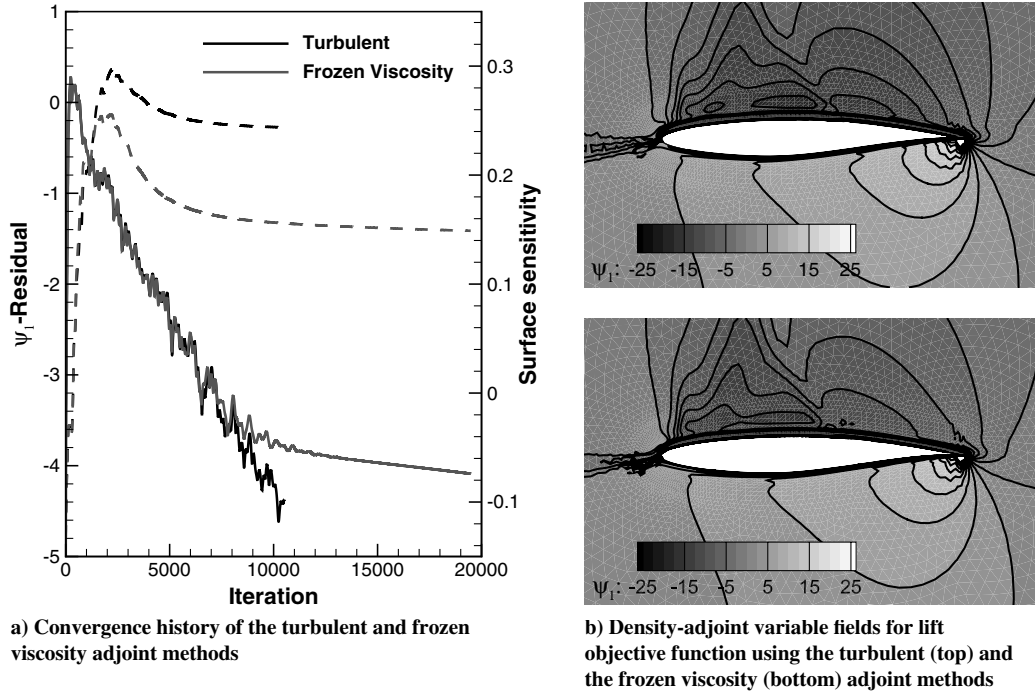 1
0
-1
-2
-3
-4
-5
ψ₁-Residual
Turbulent
Frozen Viscosity
0.3
0.2
0.1
0
-0.1
Surface sensitivity
0 5000 10000 15000 20000
Iteration
a) Convergence history of the turbulent and frozen
viscosity adjoint methods
ψ₁: -25 -15 -5 5 15 25
ψ₁: -25 -15 -5 5 15 25
b) Density-adjoint variable fields for lift
objective function using the turbulent (top) and
the frozen viscosity (bottom) adjoint methods